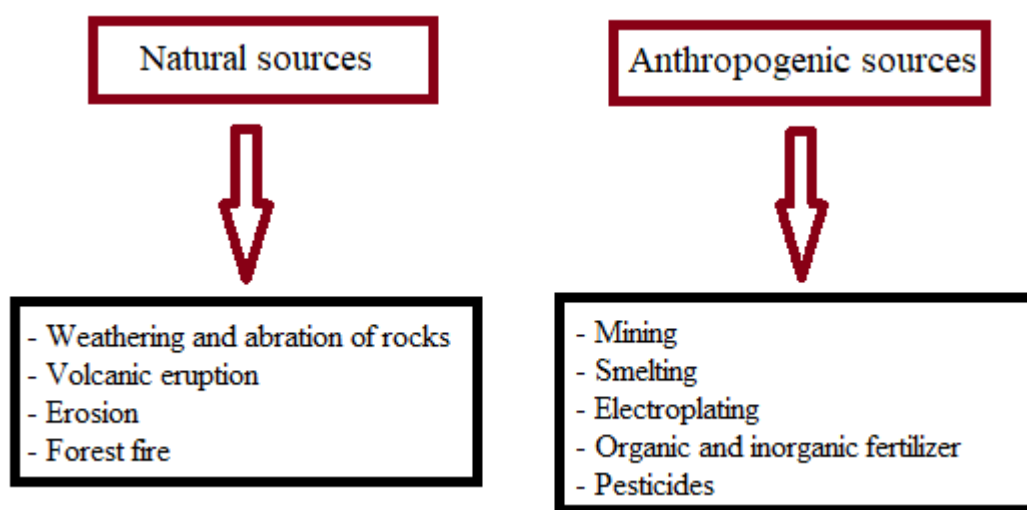 Natural sources
- Weathering and abration of rocks
- Volcanic eruption
- Erosion
- Forest fire
Anthropogenic sources
- Mining
- Smelting
- Electroplating
- Organic and inorganic fertilizer
- Pesticides